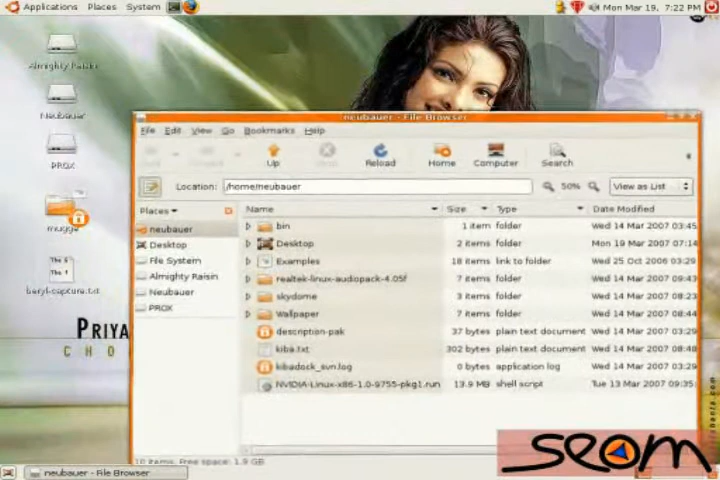 Applications Places System
Mon Mar 19, 7:22 PM
Almighty Raisin
Neubauer
PROX
mugge
The 5
The 1
beryl-capture.txt
PRIYA
CHO
neubauer - File Browser
File Edit View Go Bookmarks Help
Up
Reload
Home
Computer
Search
Location: /home/neubauer
50%
View as List
Places
neubauer
Desktop
File System
Almighty Raisin
Neubauer
PROX
Name Size Type Date Modified
bin 1 item folder Wed 14 Mar 2007 03:45
Desktop 2 items folder Mon 19 Mar 2007 07:14
Examples 18 items link to folder Wed 25 Oct 2006 03:29
realtek-linux-audiopack-4.05f 7 items folder Wed 14 Mar 2007 09:43
skydome 3 items folder Wed 14 Mar 2007 08:23
Wallpaper 7 items folder Wed 14 Mar 2007 08:44
description-pak 37 bytes plain text document Wed 14 Mar 2007 03:29
kiba.txt 302 bytes plain text document Wed 14 Mar 2007 08:48
kibadock_svn.log 0 bytes application log Wed 14 Mar 2007 03:29
NVIDIA-Linux-x86-1.0-9755-pkg1.run 13.9 MB shell script Tue 13 Mar 2007 09:35
10 items, Free space: 1.9 GB
seom
neubauer - File Browser